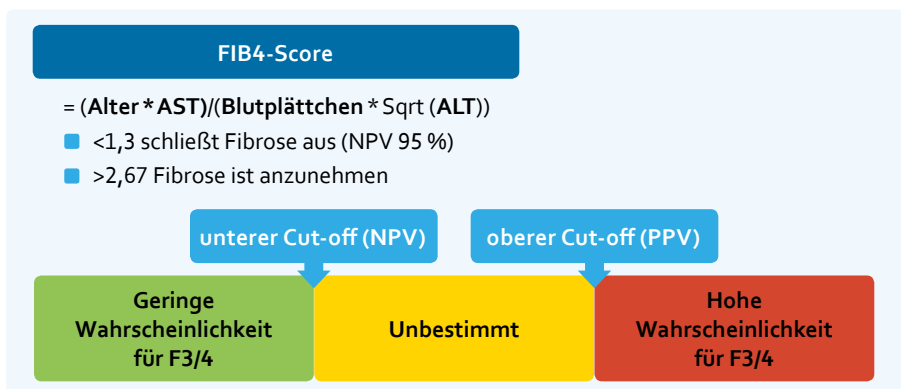 FIB4-Score
= (Alter * AST)/(Blutplättchen * Sqrt (ALT))
<1,3 schließt Fibrose aus (NPV 95 %)
>2,67 Fibrose ist anzunehmen
unterer Cut-off (NPV)
oberer Cut-off (PPV)
Geringe
Wahrscheinlichkeit
für F3/4
Unbestimmt
Hohe
Wahrscheinlichkeit
für F3/4